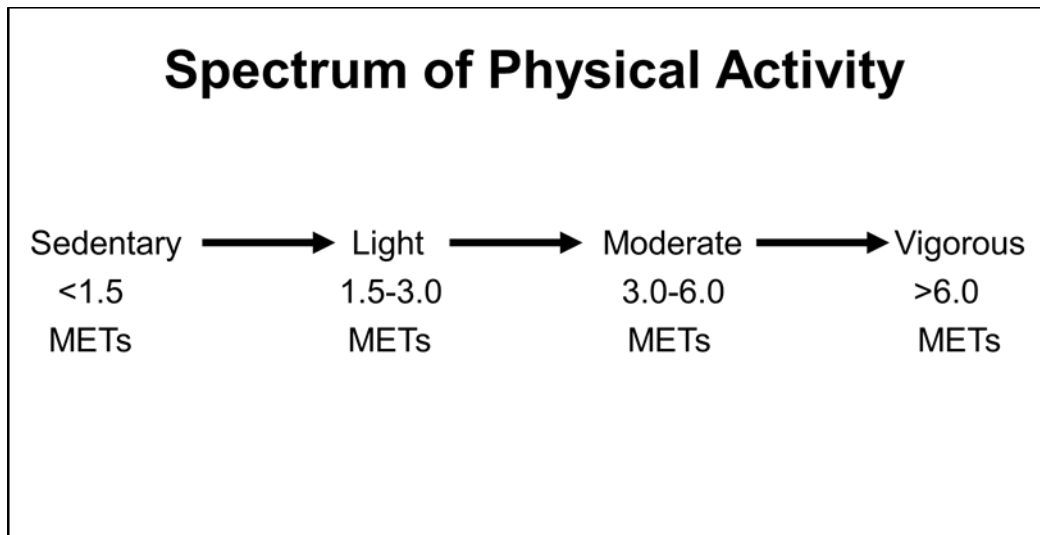 Spectrum of Physical Activity
Sedentary Light Moderate Vigorous
<1.5 1.5-3.0 3.0-6.0 >6.0
METs METs METs METs